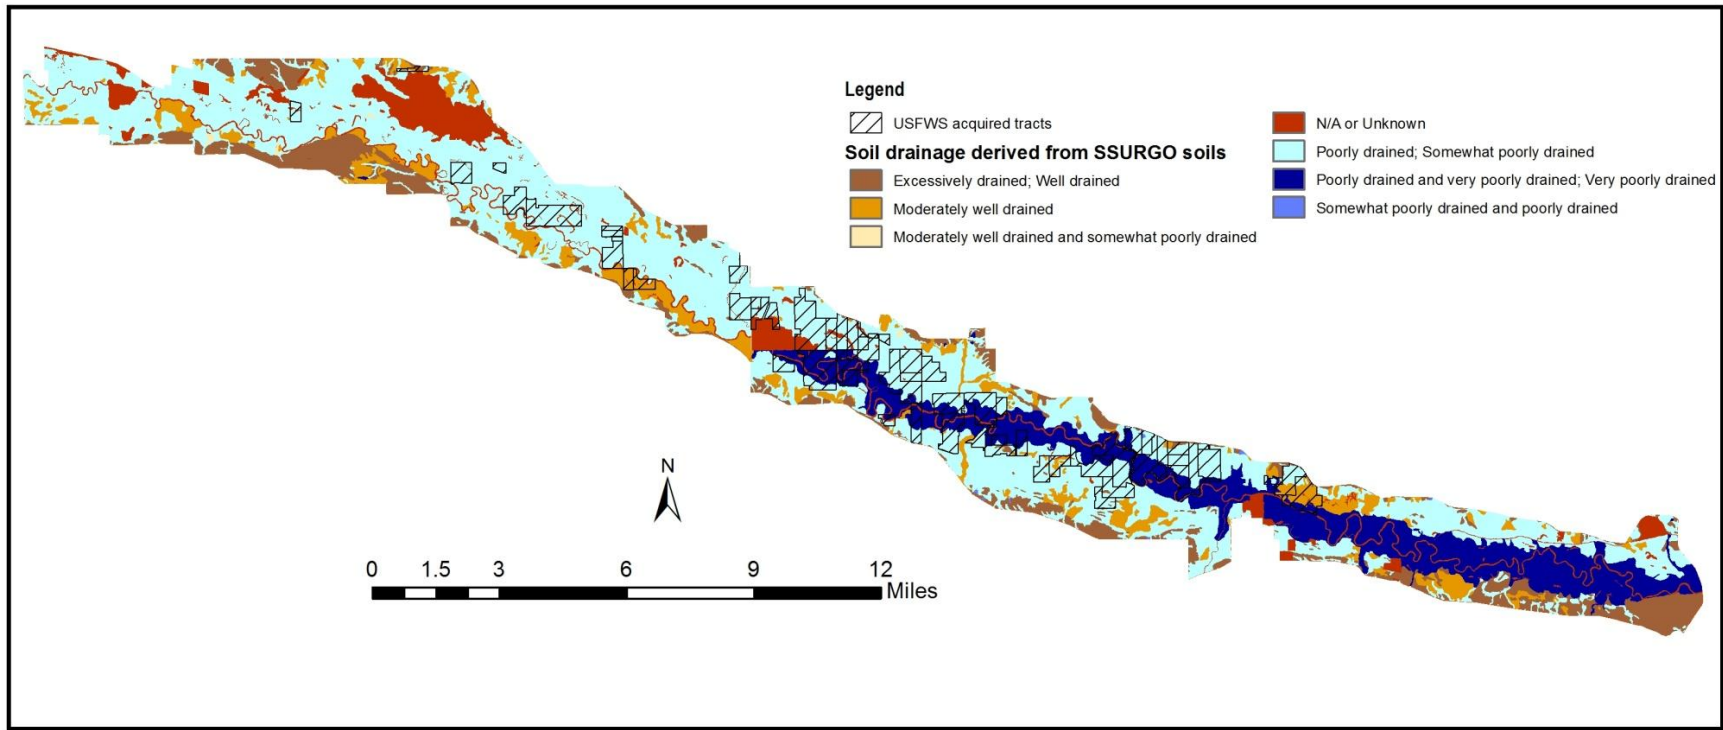 Legend
USFWS acquired tracts
Soil drainage derived from SSURGO soils
Excessively drained; Well drained
Moderately well drained
Moderately well drained and somewhat poorly drained
N/A or Unknown
Poorly drained; Somewhat poorly drained
Poorly drained and very poorly drained; Very poorly drained
Somewhat poorly drained and poorly drained
N
0 1.5 3 6 9 12
Miles